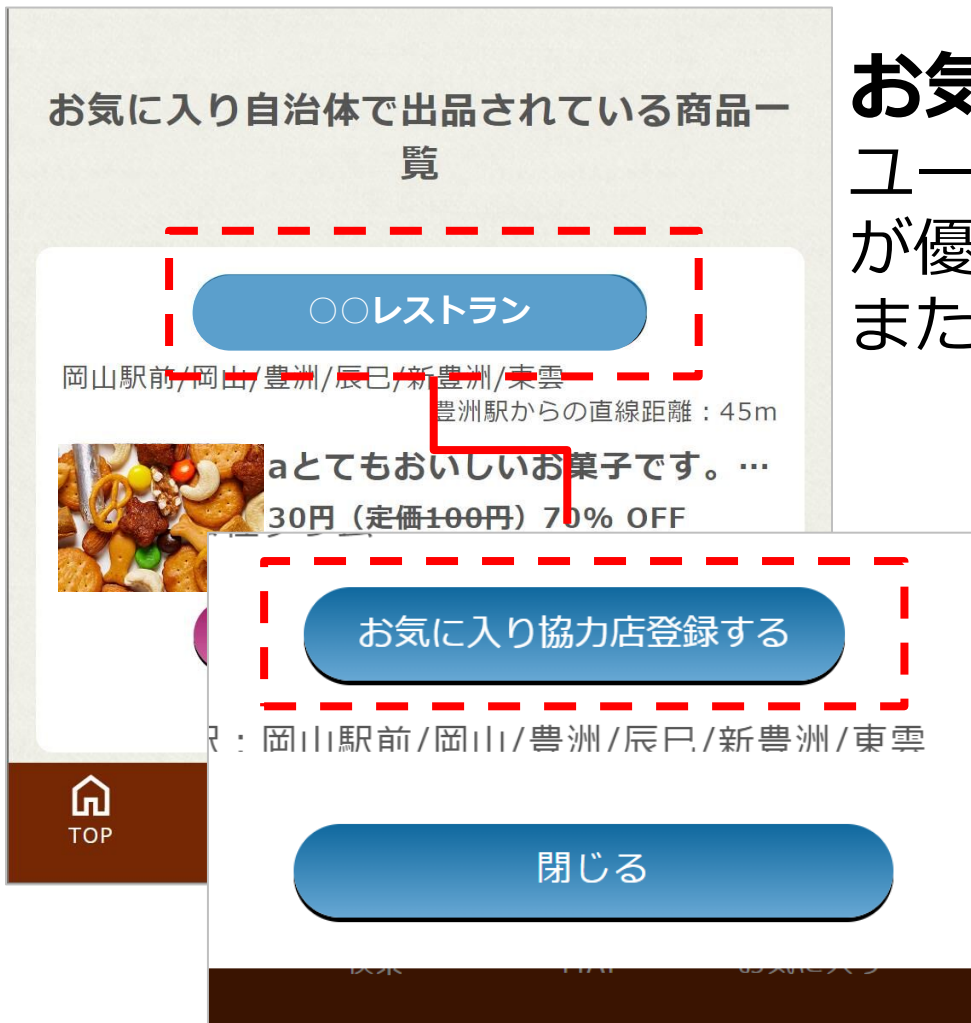 お気に入り自治体で出品されている商品一
覧
○○レストラン
岡山駅前/岡山/豊洲/辰巳/新豊洲/東雲
豊洲駅からの直線距離：45m
aとてもおいしいお菓子です。…
30円（定価100円）70% OFF
お気に入り協力店登録する
：岡山駅前/岡山/豊洲/辰巳/新豊洲/東雲
閉じる
TOP
お気
ユー
が優
また